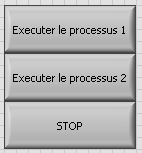 Executer le processus 1
Executer le processus 2
STOP